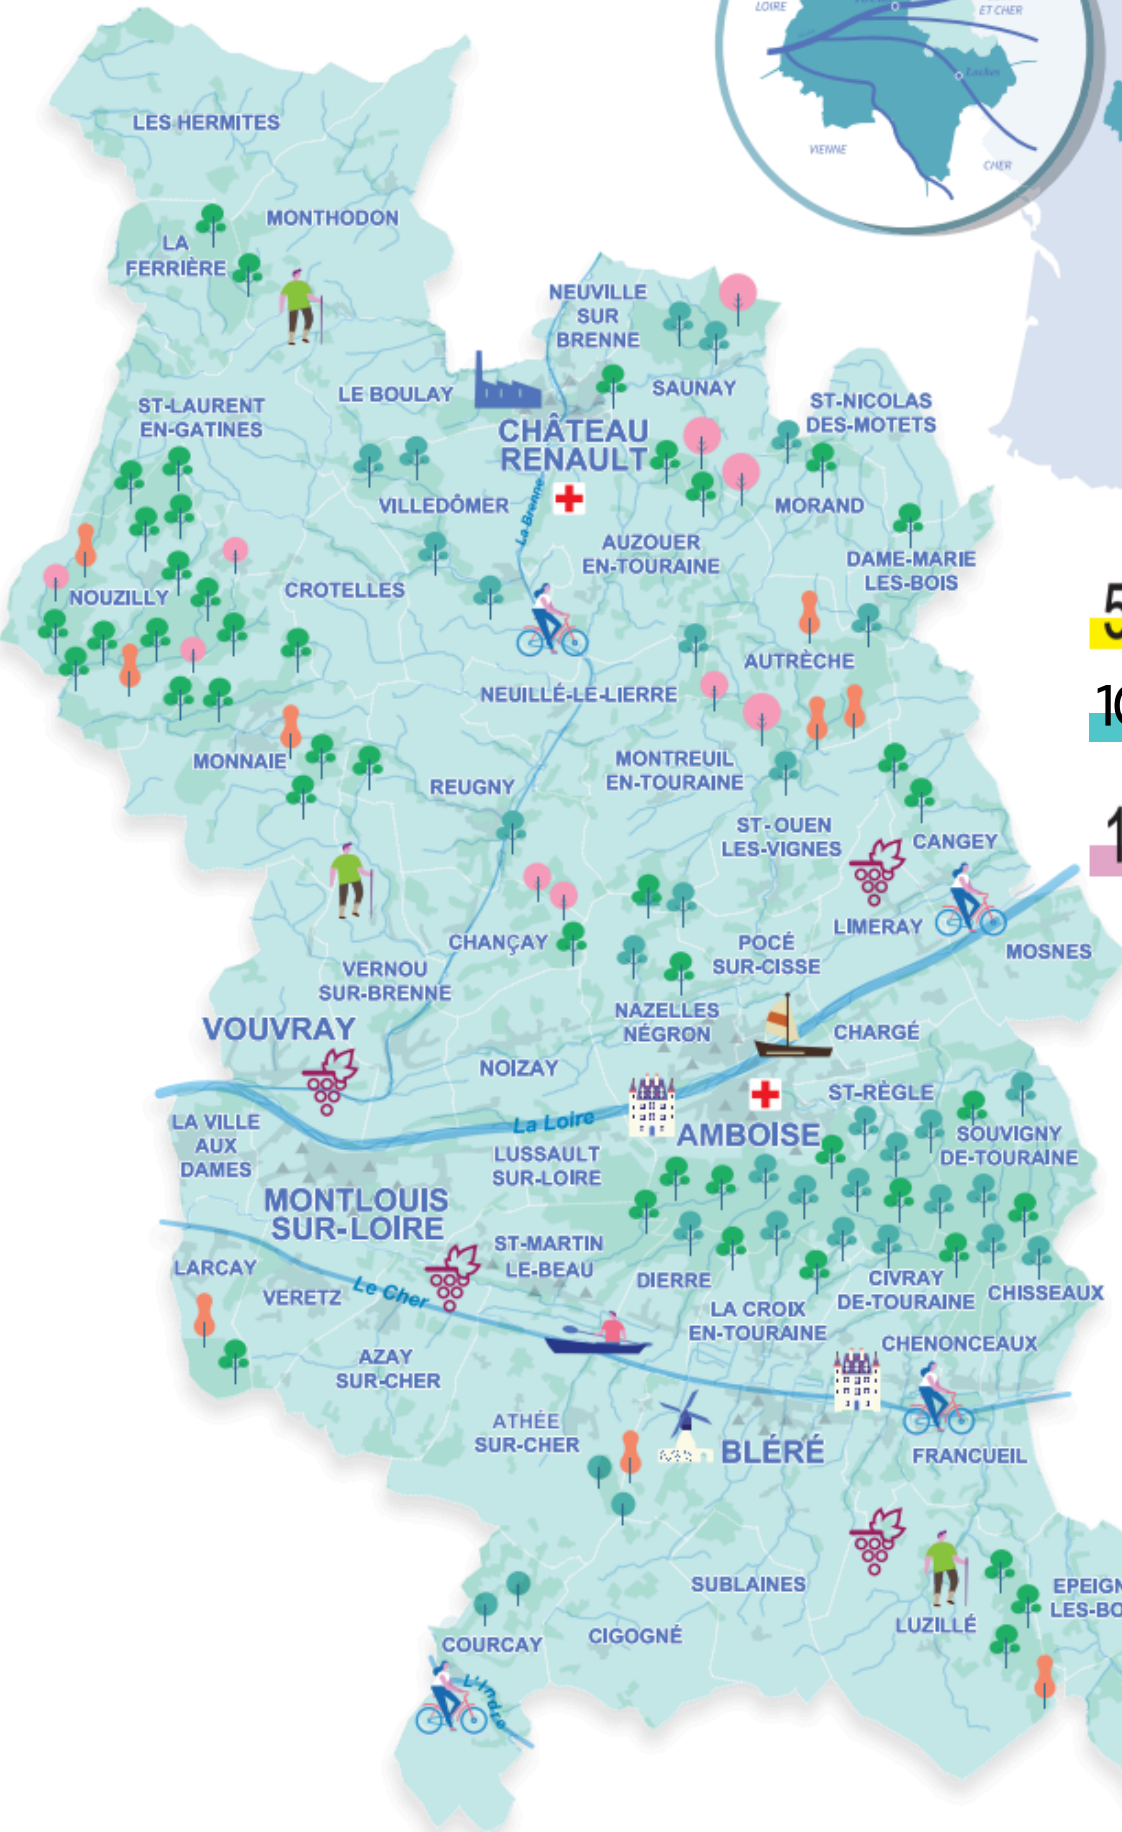 LOIRE
ET CHER
Loches
VIENNE
CHER
LES HERMITES
MONTHODON
LA
FERRIÈRE
NEUVILLE
SUR
BRENNE
LE BOULAY
SAUNAY
ST-LAURENT
EN-GATINES
ST-NICOLAS
DES-MOTETS
CHÂTEAU
RENAULT
VILLEDÔMER
La Brenne
MORAND
AUZOUER
EN-TOURAINE
DAME-MARIE
LES-BOIS
NOUZILLY
CROTELLES
5
AUTRÈCHE
NEUILLÉ-LE-LIERRE
10
MONNAIE
REUGNY
MONTREUIL
EN-TOURAINE
ST-OUEN
LES-VIGNES
CANGEY
1
LIMERAY
CHANÇAY
POCÉ
SUR-CISSE
MOSNES
VERNOU
SUR-BRENNE
VOUVRAY
NAZELLES
NÉGRON
CHARGÉ
NOIZAY
ST-RÈGLE
LA VILLE
AUX
DAMES
La Loire
AMBOISE
SOUVIGNY
DE-TOURAINE
LUSSAULT
SUR-LOIRE
MONTLOUIS
SUR-LOIRE
ST-MARTIN
LE-BEAU
LARCAY
VERETZ
Le Cher
DIERRE
CIVRAY
DE-TOURAINE
CHISSEAUX
LA CROIX
EN-TOURAINE
CHENONCEAUX
AZAY
SUR-CHER
ATHÉE
SUR-CHER
BLÉRÉ
FRANCUEIL
SUBLAINES
EPEIGN
LES-BO
LUZILLÉ
COURCAY
CIGOGNÉ
L'Indre